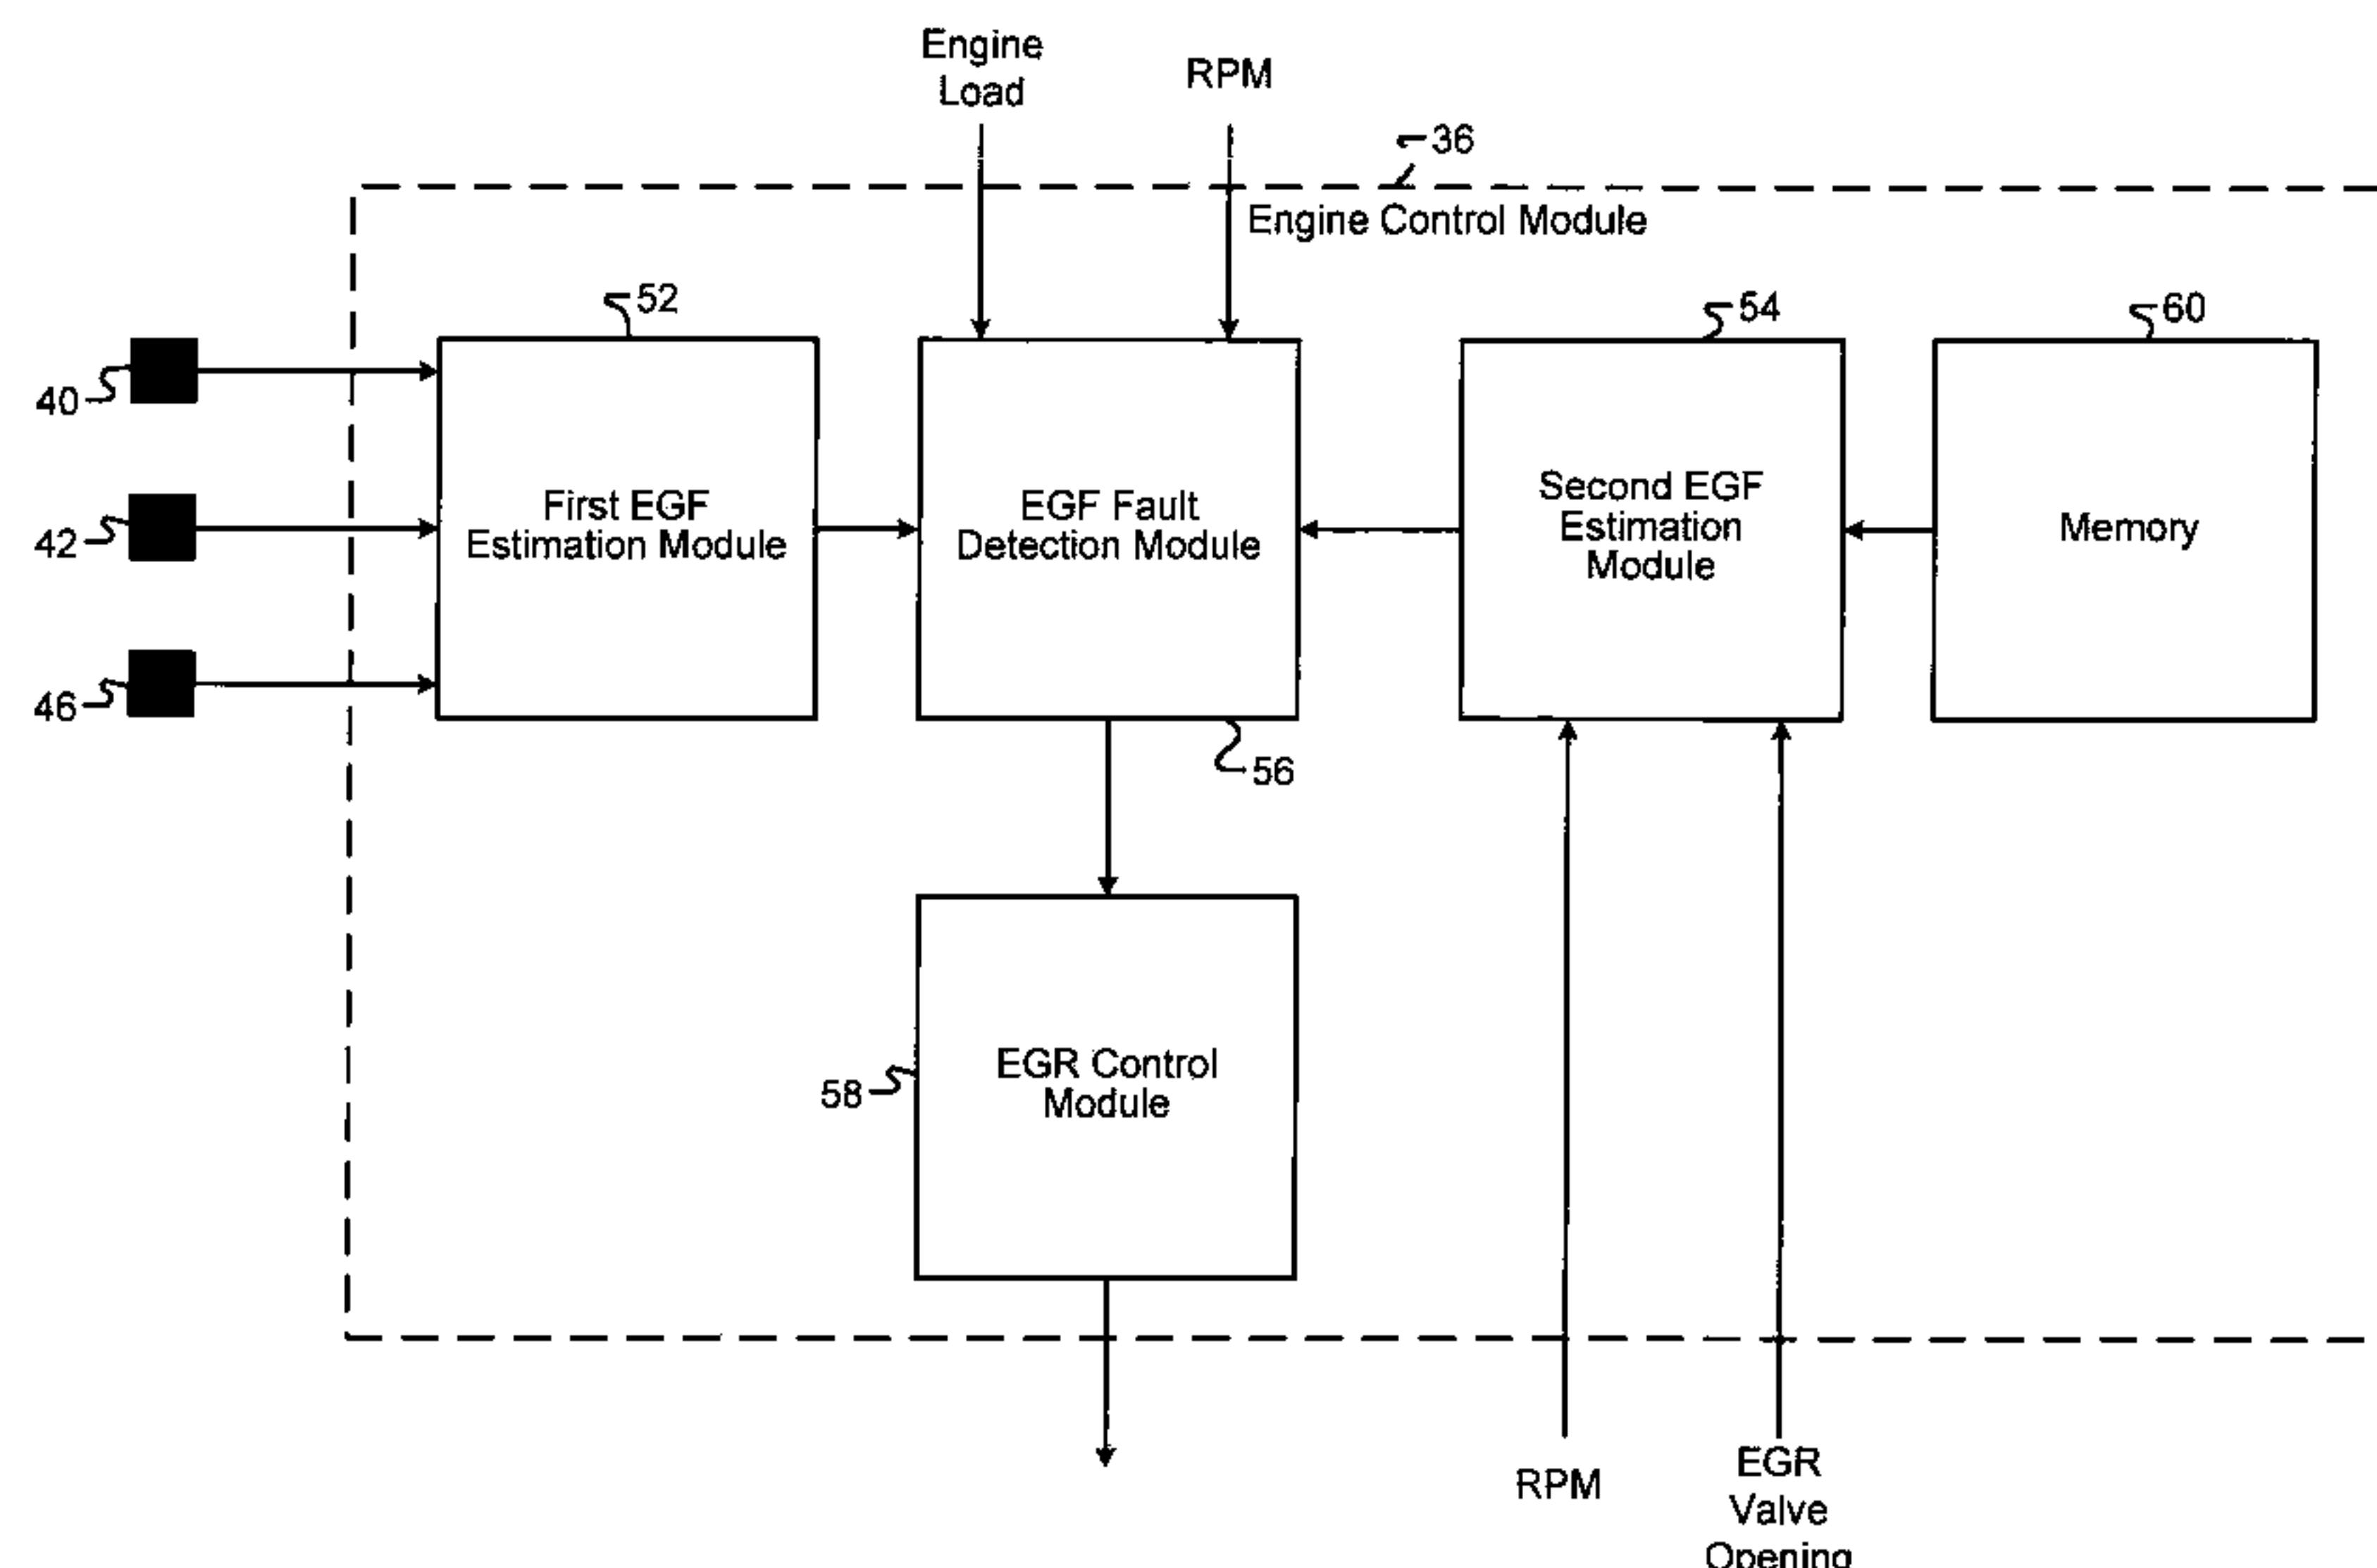 Engine
Load
RPM
36
Engine Control Module
52
54
60
40
42
46
First EGF
Estimation Module
EGF Fault
Detection Module
Second EGF
Estimation
Module
Memory
56
58
EGR Control
Module
RPM
EGR
Valve
Opening